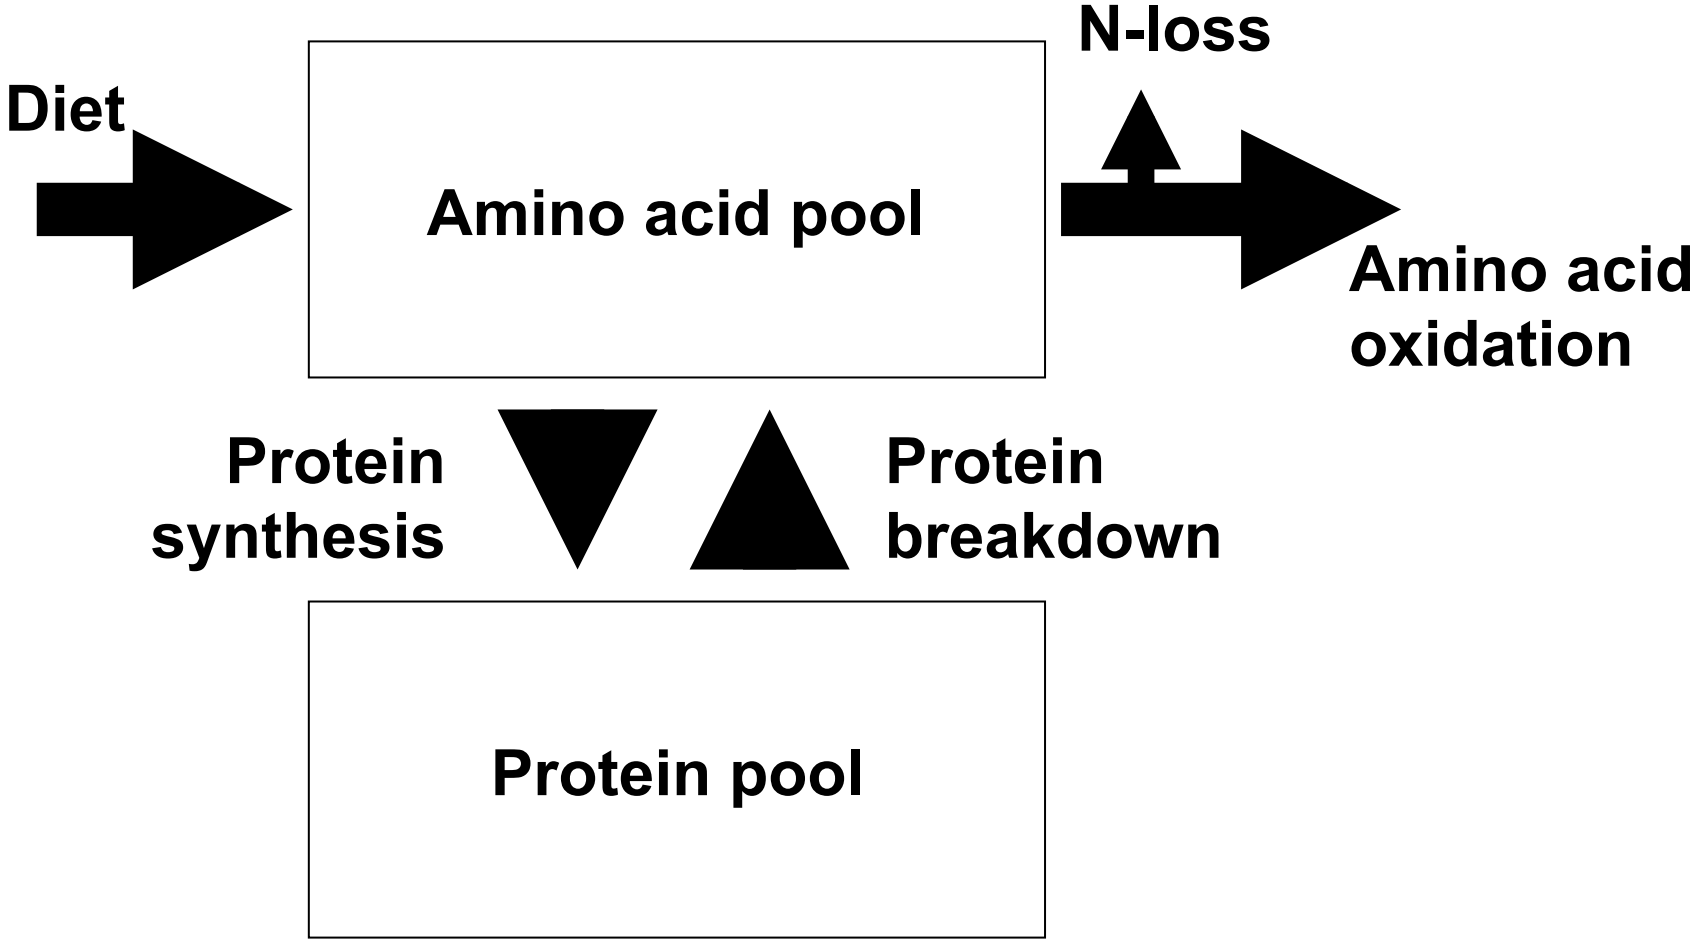 N-loss
Diet
Amino acid pool
Amino acid
oxidation
Protein
synthesis
Protein
breakdown
Protein pool